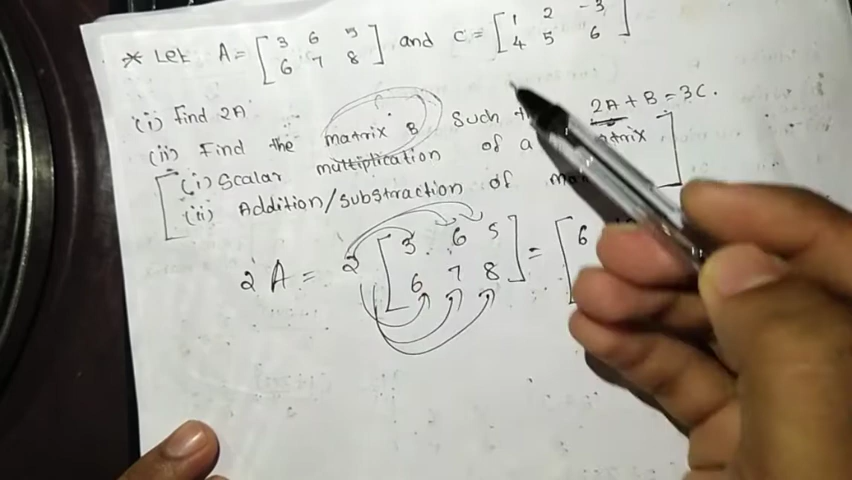 * Let A = [ 3 6 5 ] and C = [ 1 2 -3 ]
6 7 8 4 5 6
(i) Find 2A
(ii) Find the matrix B Such 2A + B = 3C.
[ (i) Scalar multiplication of a matrix ]
(ii) Addition/substraction of
2 A = 2 [ 3 6 5 ] = [ 6
6 7 8